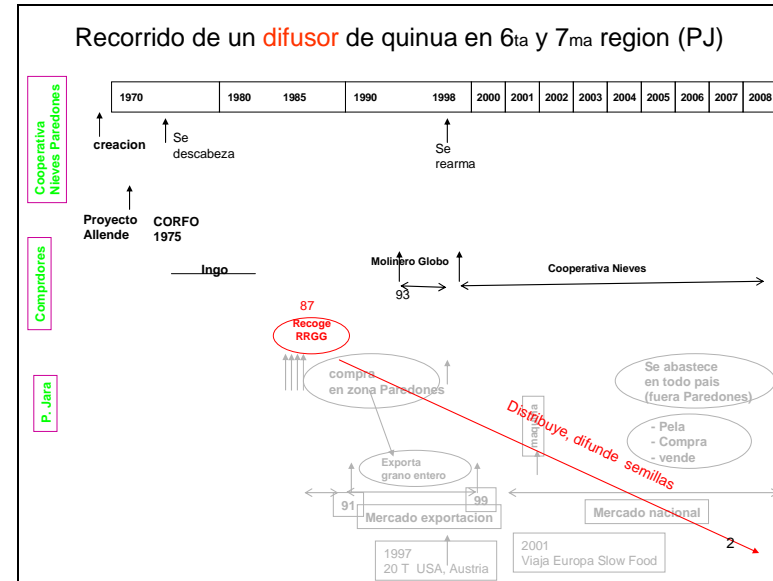 Recorrido de un difusor de quinua en 6ta y 7ma region (PJ)
Cooperativa
Nieves Paredones
1970 1980 1985 1990 1998 2000 2001 2002 2003 2004 2005 2006 2007 2008
creacion
Se
descabeza
Se
rearma
Proyecto
Allende
CORFO
1975
Comprdores
Ingo
Molinero Globo
93
Cooperativa Nieves
87
Recoge
RRGG
P. Jara
compra
en zona Paredones
Se abastece
en todo pais
(fuera Paredones)
maquina
Distribuye, difunde semillas
- Pela
- Compra
- vende
Exporta
grano entero
91
99
Mercado exportacion
Mercado nacional
1997
20 T USA, Austria
2001
Viaja Europa Slow Food
2